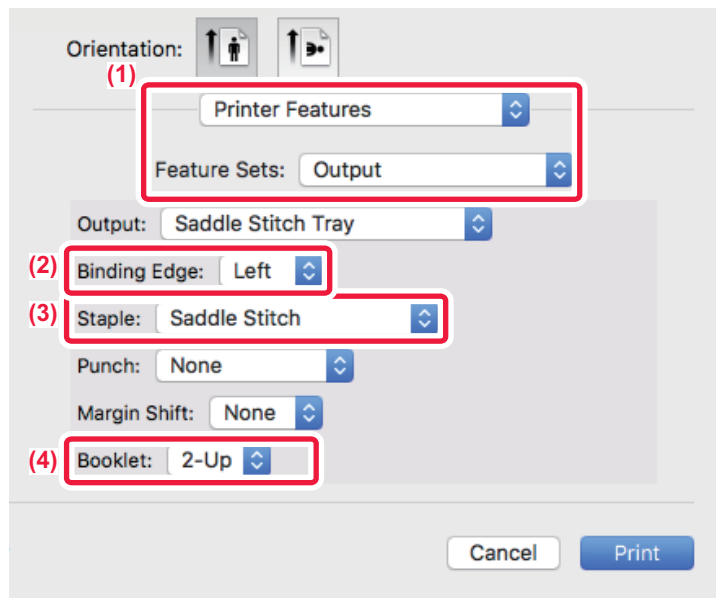 Orientation:
(1)
Printer Features
Feature Sets: Output
Output: Saddle Stitch Tray
(2) Binding Edge: Left
(3) Staple: Saddle Stitch
Punch: None
Margin Shift: None
(4) Booklet: 2-Up
Cancel Print